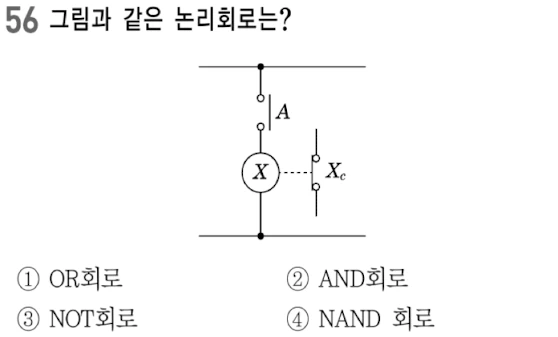 56 그림과 같은 논리회로는?
A
X
Xc
① OR회로
② AND회로
③ NOT회로
④ NAND 회로